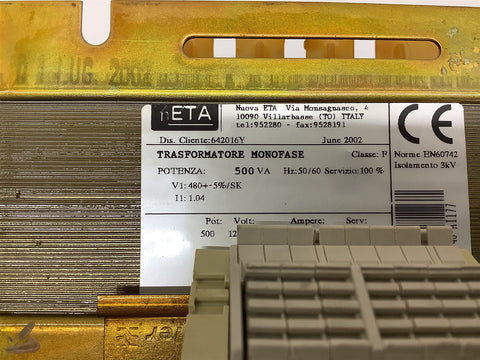 LUG. 2002
nETA
Nuova ETA Via Monsagnasco, 4
10090 Villarbasse (TO) ITALY
tel:952280 - fax:9528191
CE
Dis. Cliente:642016Y June 2002
TRASFORMATORE MONOFASE Classe: F
Norme EN60742
POTENZA: 500 VA Hz:50/60 Servizio:100 %
Isolamento 3kV
V1: 480+-5%/SK
I1: 1.04
Pót: Volt: Ampere: Serv:
500